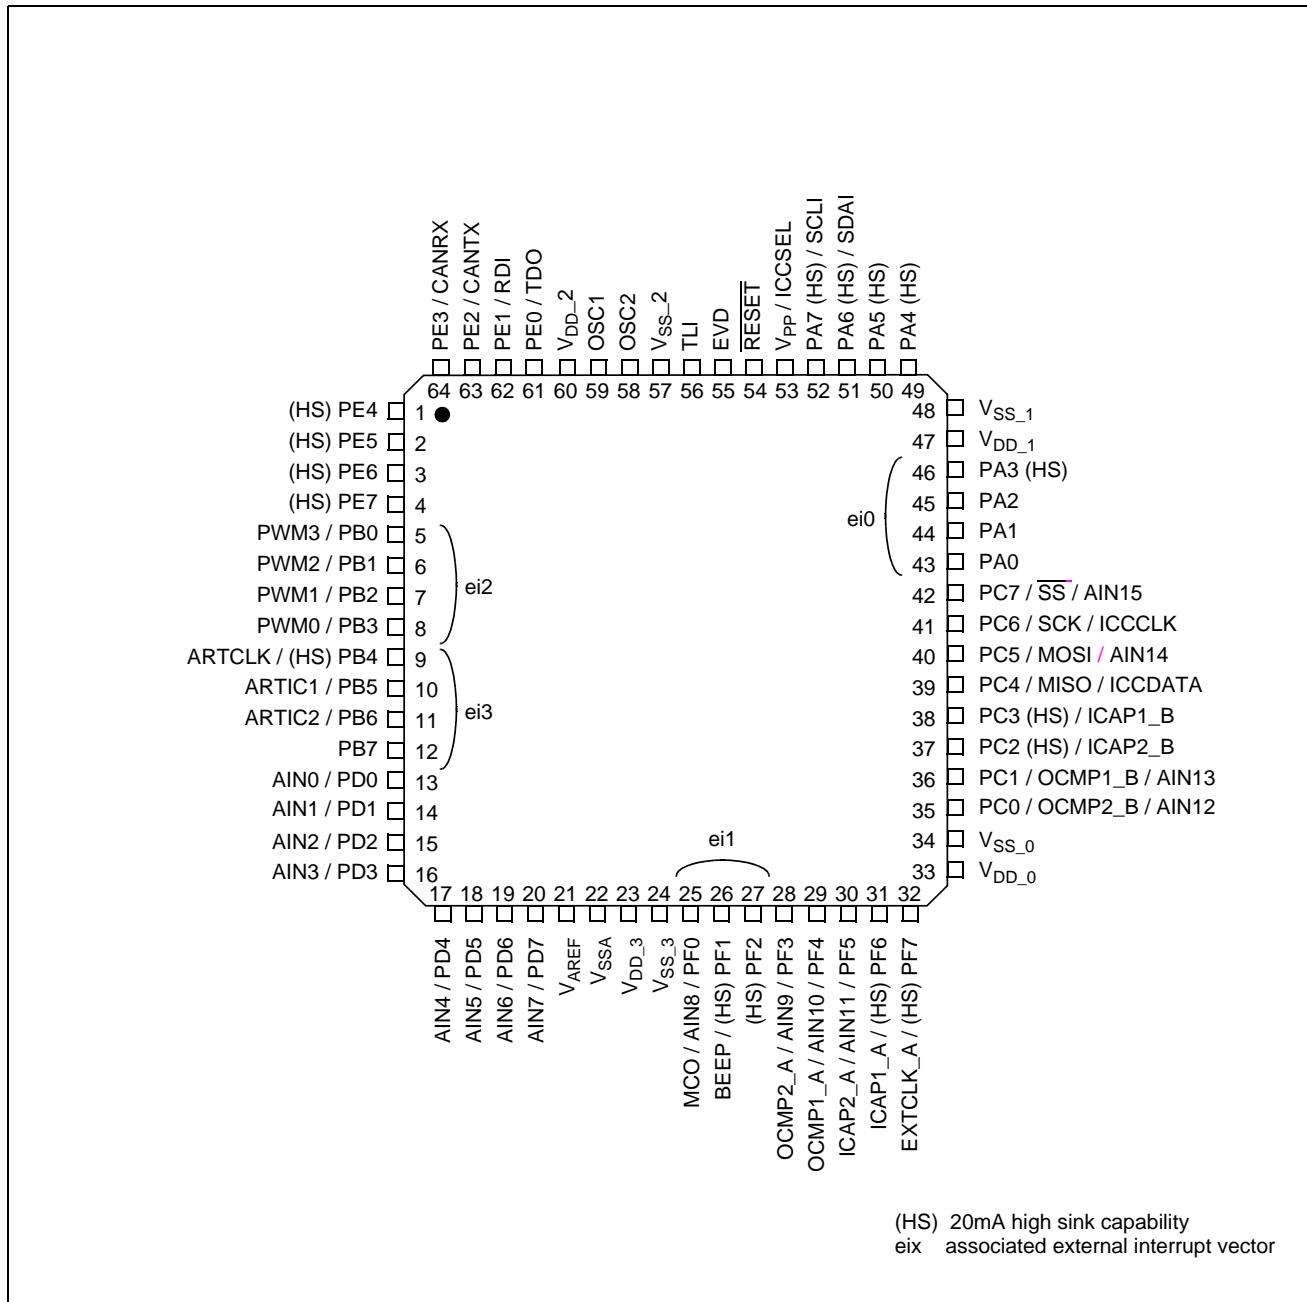 PE3 / CANRX
PE2 / CANTX
PE1 / RDI
PE0 / TDO
VDD_2
OSC1
OSC2
VSS_2
TLI
EVD
RESET
VPP / ICCSEL
PA7 (HS) / SCLI
PA6 (HS) / SDAI
PA5 (HS)
PA4 (HS)
64 63 62 61 60 59 58 57 56 55 54 53 52 51 50 49
(HS) PE4 1
(HS) PE5 2
(HS) PE6 3
(HS) PE7 4
PWM3 / PB0 5
PWM2 / PB1 6
PWM1 / PB2 7
PWM0 / PB3 8
ei2
ARTCLK / (HS) PB4 9
ARTIC1 / PB5 10
ARTIC2 / PB6 11
PB7 12
ei3
AIN0 / PD0 13
AIN1 / PD1 14
AIN2 / PD2 15
AIN3 / PD3 16
48 VSS_1
47 VDD_1
46 PA3 (HS)
45 PA2
44 PA1
43 PA0
ei0
42 PC7 / SS / AIN15
41 PC6 / SCK / ICCCLK
40 PC5 / MOSI / AIN14
39 PC4 / MISO / ICCDATA
38 PC3 (HS) / ICAP1_B
37 PC2 (HS) / ICAP2_B
36 PC1 / OCMP1_B / AIN13
35 PC0 / OCMP2_B / AIN12
34 VSS_0
33 VDD_0
ei1
17 18 19 20 21 22 23 24 25 26 27 28 29 30 31 32
AIN4 / PD4
AIN5 / PD5
AIN6 / PD6
AIN7 / PD7
VAREF
VSSA
VDD_3
VSS_3
MCO / AIN8 / PF0
BEEP / (HS) PF1
(HS) PF2
OCMP2_A / AIN9 / PF3
OCMP1_A / AIN10 / PF4
ICAP2_A / AIN11 / PF5
ICAP1_A / (HS) PF6
EXTCLK_A / (HS) PF7
(HS) 20mA high sink capability
eix associated external interrupt vector